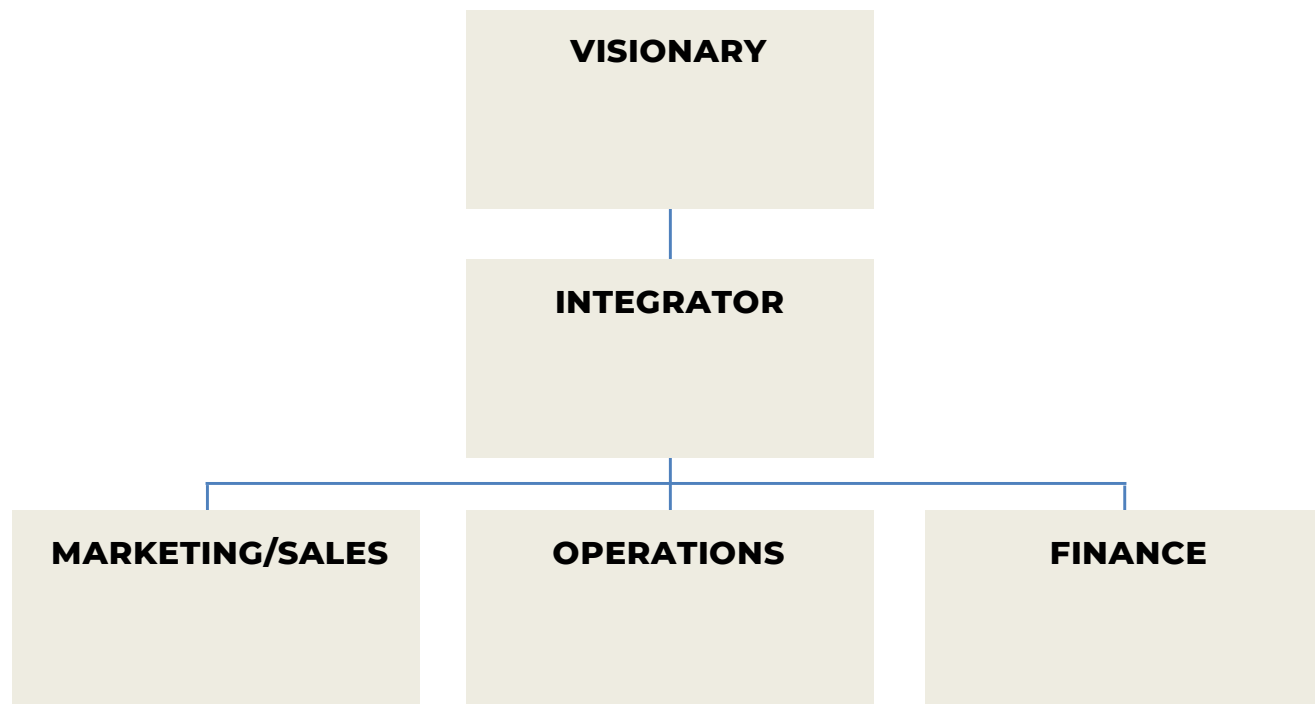 VISIONARY
INTEGRATOR
MARKETING/SALES
OPERATIONS
FINANCE